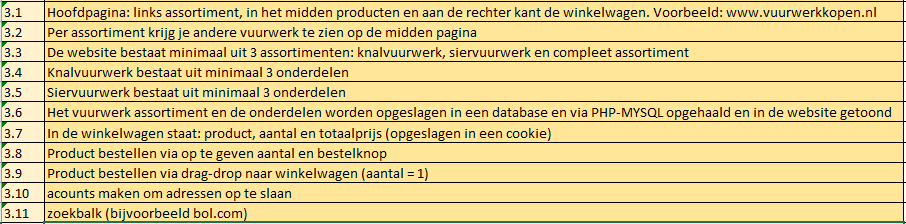 3.1 Hoofdpagina: links assortiment, in het midden producten en aan de rechter kant de winkelwagen. Voorbeeld: www.vuurwerkkopen.nl
3.2 Per assortiment krijg je andere vuurwerk te zien op de midden pagina
3.3 De website bestaat minimaal uit 3 assortimenten: knalvuurwerk, siervuurwerk en compleet assortiment
3.4 Knalvuurwerk bestaat uit minimaal 3 onderdelen
3.5 Siervuurwerk bestaat uit minimaal 3 onderdelen
3.6 Het vuurwerk assortiment en de onderdelen worden opgeslagen in een database en via PHP-MYSQL opgehaald en in de website getoond
3.7 In de winkelwagen staat: product, aantal en totaalprijs (opgeslagen in een cookie)
3.8 Product bestellen via op te geven aantal en bestelknop
3.9 Product bestellen via drag-drop naar winkelwagen (aantal = 1)
3.10 acounts maken om adressen op te slaan
3.11 zoekbalk (bijvoorbeeld bol.com)